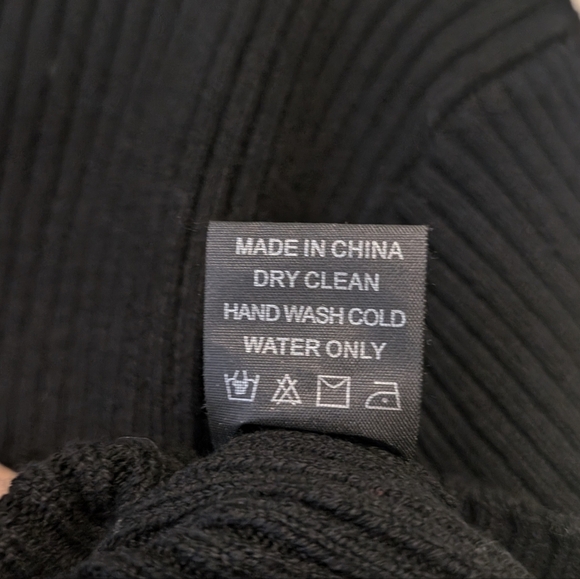 MADE IN CHINA
DRY CLEAN
HAND WASH COLD
WATER ONLY